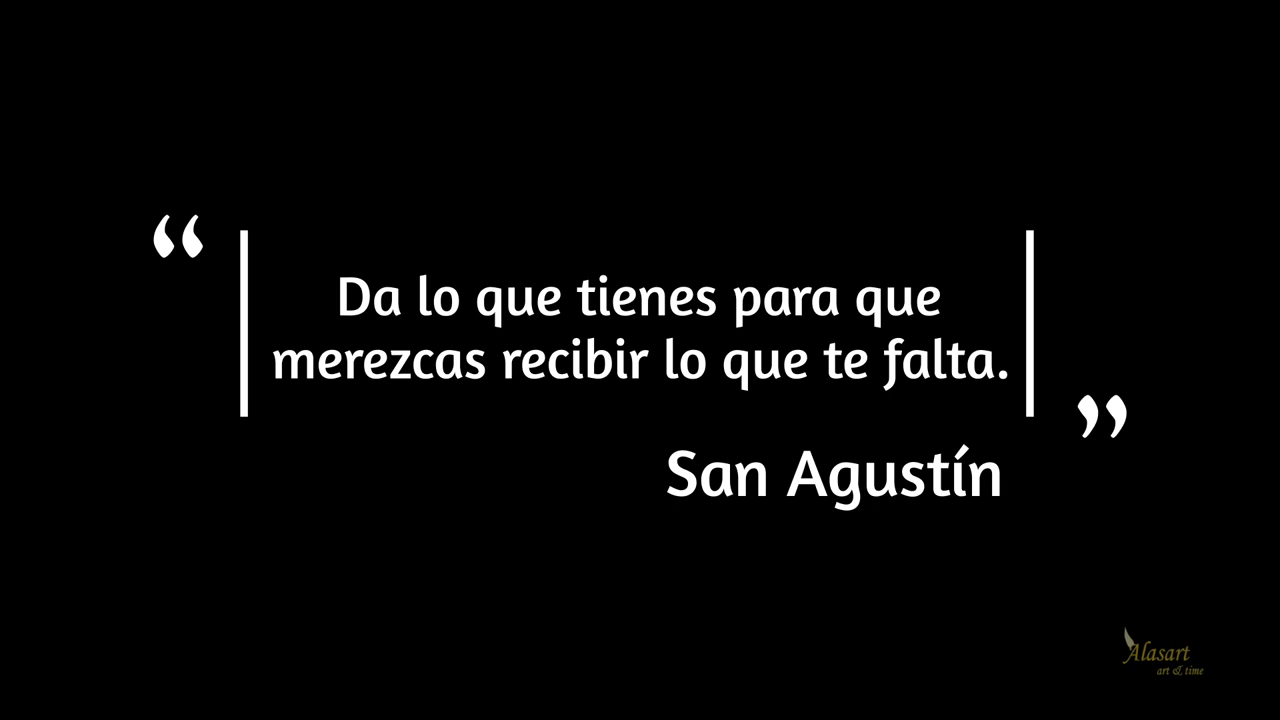 “
Da lo que tienes para que
merezcas recibir lo que te falta.
”
San Agustín
Alasart
art & time